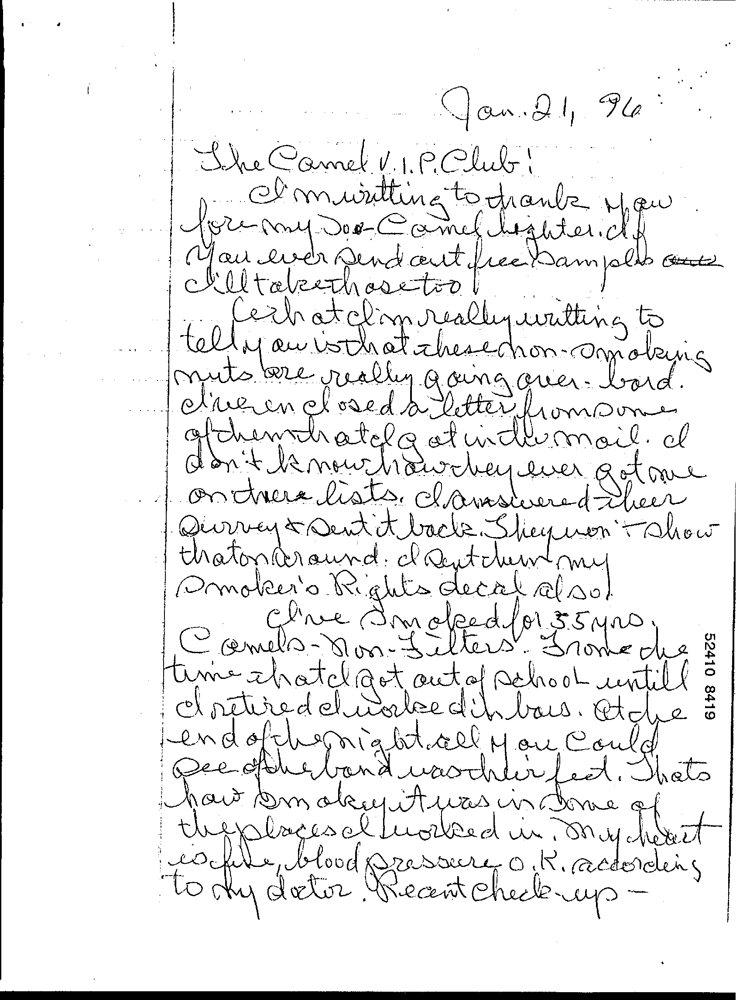 Jan. 21, 96
The Camel V.I.P. Club!
I'm writting to thank you
fore my Joe Camel lighter. If
you ever send out free samples
I'll take those too!
What I'm really writting to
tell you is that these non-smoking
nuts are really going over-bord.
I've enclosed a letter from some
of them that I got in the mail. I
don't know how they ever got me
on there lists. I answered theer
survey & sent it back. They won't show
that on around. I sent them my
Smoker's Rights decal also!
I've smoked for 35 yrs.
Camels - Non-Filters. Frome the
time that I got out of school untill
I retired I worked in bars. At the
end of the night all you could
see of the band was their feet. Thats
how smokey it was in some of
the places I worked in. My heart
is fine, blood pressure O.K. according
to my doctor. Recent check-up -
52410 8419